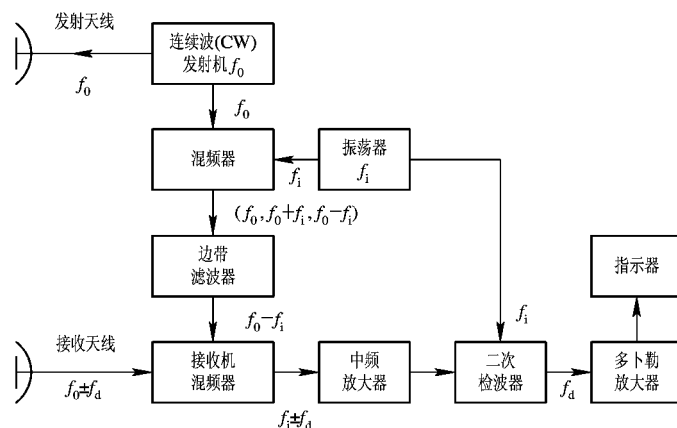 发射天线
f₀
连续波(CW)
发射机f₀
f₀
混频器
振荡器
fᵢ
fᵢ
(f₀,f₀+fᵢ,f₀−fᵢ)
边带
滤波器
指示器
f₀−fᵢ
fᵢ
接收天线
f₀±f_d
接收机
混频器
fᵢ±f_d
中频
放大器
二次
检波器
f_d
多卜勒
放大器